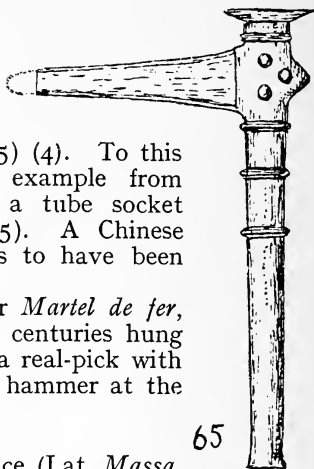 5) (4). To this
example from
a tube socket
5). A Chinese
s to have been
r Martel de fer,
centuries hung
a real-pick with
hammer at the
65
ce (Lat. Massa,